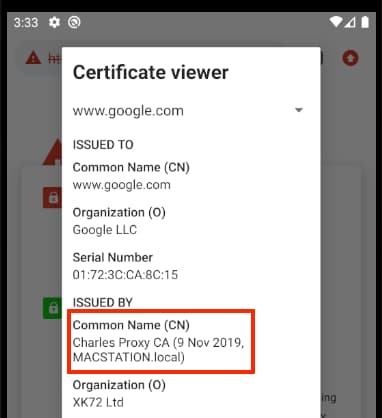 3:33
Certificate viewer
www.google.com
ISSUED TO
Common Name (CN)
www.google.com
Organization (O)
Google LLC
Serial Number
01:72:3C:CA:8C:15
ISSUED BY
Common Name (CN)
Charles Proxy CA (9 Nov 2019,
MACSTATION.local)
Organization (O)
XK72 Ltd
ing